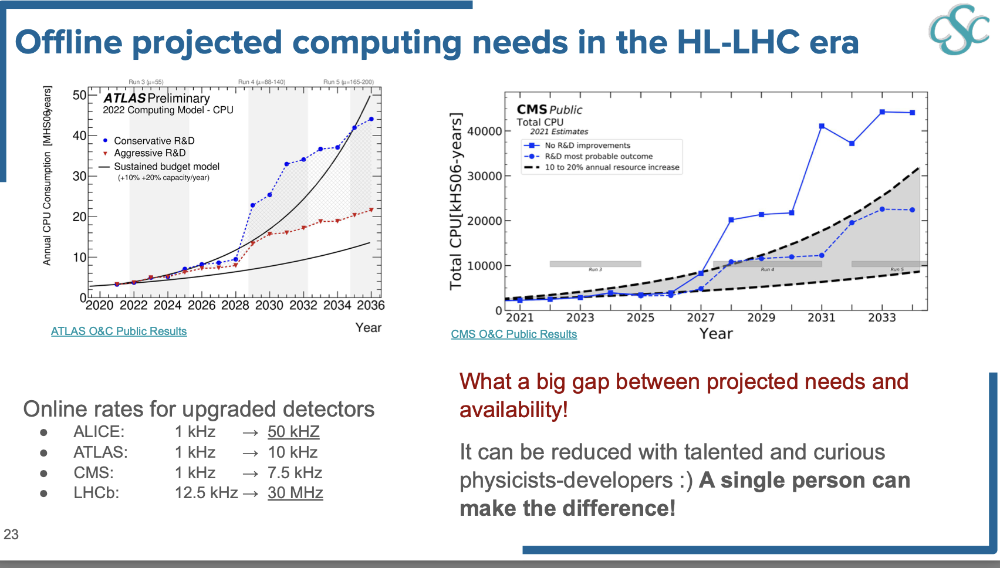 Offline projected computing needs in the HL-LHC era
CSC
Run 3 (μ=55)
Run 4 (μ=88-140)
Run 5 (μ=165-200)
ATLAS Preliminary
2022 Computing Model - CPU
Conservative R&D
Aggressive R&D
Sustained budget model
(+10% +20% capacity/year)
Annual CPU Consumption [MHS06years]
50
40
30
20
10
0
2020 2022 2024 2026 2028 2030 2032 2034 2036
Year
ATLAS O&C Public Results
CMS Public
Total CPU
2021 Estimates
No R&D improvements
R&D most probable outcome
10 to 20% annual resource increase
Total CPU[kHS06-years]
40000
30000
20000
10000
0
Run 3
Run 4
Run 5
2021 2023 2025 2027 2029 2031 2033
Year
CMS O&C Public Results
Online rates for upgraded detectors
● ALICE: 1 kHz → 50 kHZ
● ATLAS: 1 kHz → 10 kHz
● CMS: 1 kHz → 7.5 kHz
● LHCb: 12.5 kHz → 30 MHz
What a big gap between projected needs and
availability!
It can be reduced with talented and curious
physicists-developers :) A single person can
make the difference!
23